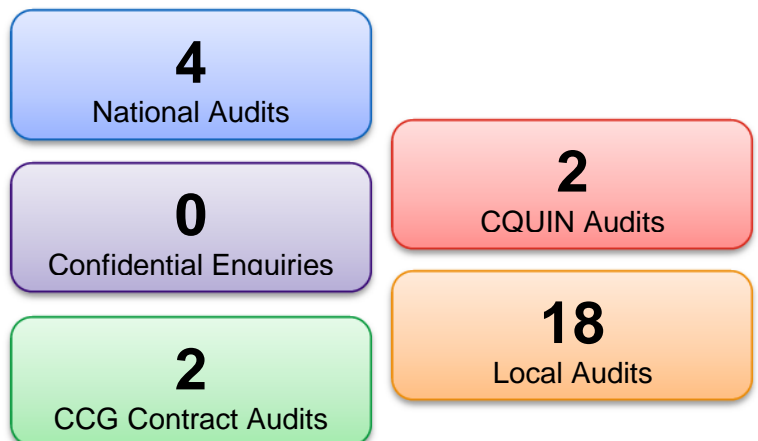 4
National Audits
0
Confidential Enquiries
2
CCG Contract Audits
2
CQUIN Audits
18
Local Audits